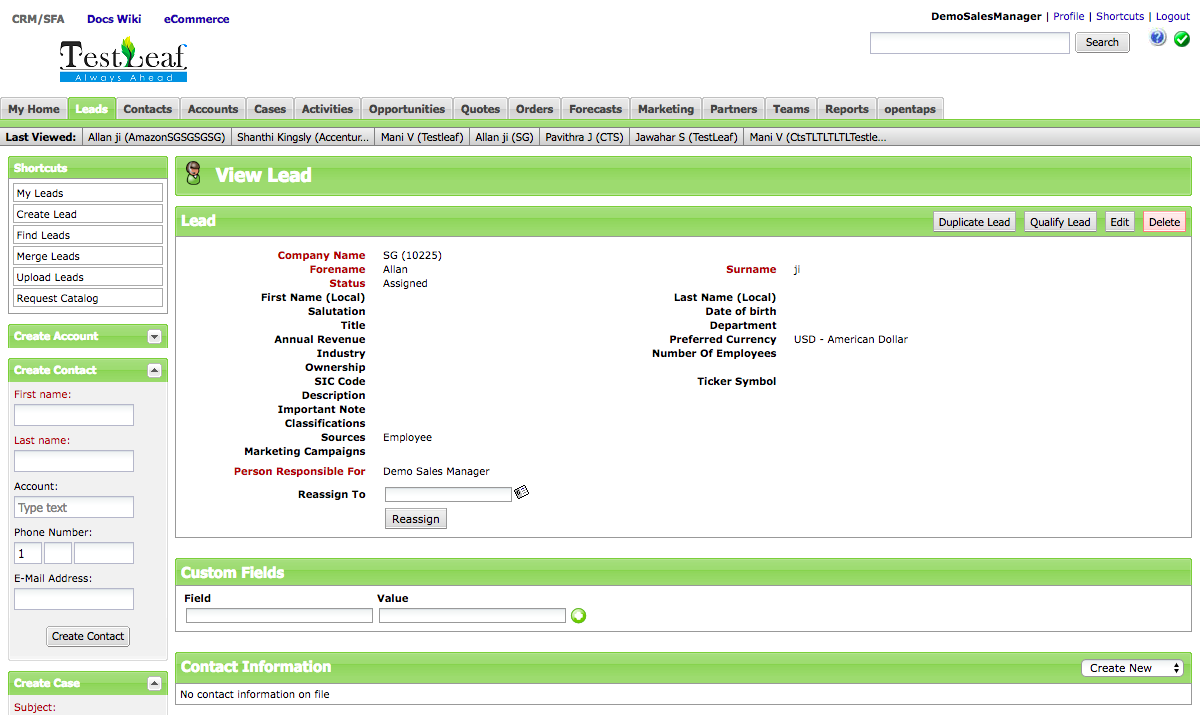 CRM/SFA Docs Wiki eCommerce
DemoSalesManager | Profile | Shortcuts | Logout
TestLeaf
Always Ahead
Search
My Home Leads Contacts Accounts Cases Activities Opportunities Quotes Orders Forecasts Marketing Partners Teams Reports opentaps
Last Viewed: Allan ji (AmazonSGSGSGSG) Shanthi Kingsly (Accentur... Mani V (Testleaf) Allan ji (SG) Pavithra J (CTS) Jawahar S (TestLeaf) Mani V (CtsTLTLTLTLTestle...
Shortcuts
My Leads
Create Lead
Find Leads
Merge Leads
Upload Leads
Request Catalog
Create Account
Create Contact
First name:
Last name:
Account:
Type text
Phone Number:
1
E-Mail Address:
Create Contact
Create Case
Subject:
View Lead
Lead Duplicate Lead Qualify Lead Edit Delete
Company Name SG (10225)
Forename Allan Surname ji
Status Assigned
First Name (Local) Last Name (Local)
Salutation Date of birth
Title Department
Annual Revenue Preferred Currency USD - American Dollar
Industry Number Of Employees
Ownership
SIC Code Ticker Symbol
Description
Important Note
Classifications
Sources Employee
Marketing Campaigns
Person Responsible For Demo Sales Manager
Reassign To
Reassign
Custom Fields
Field Value
Contact Information Create New
No contact information on file